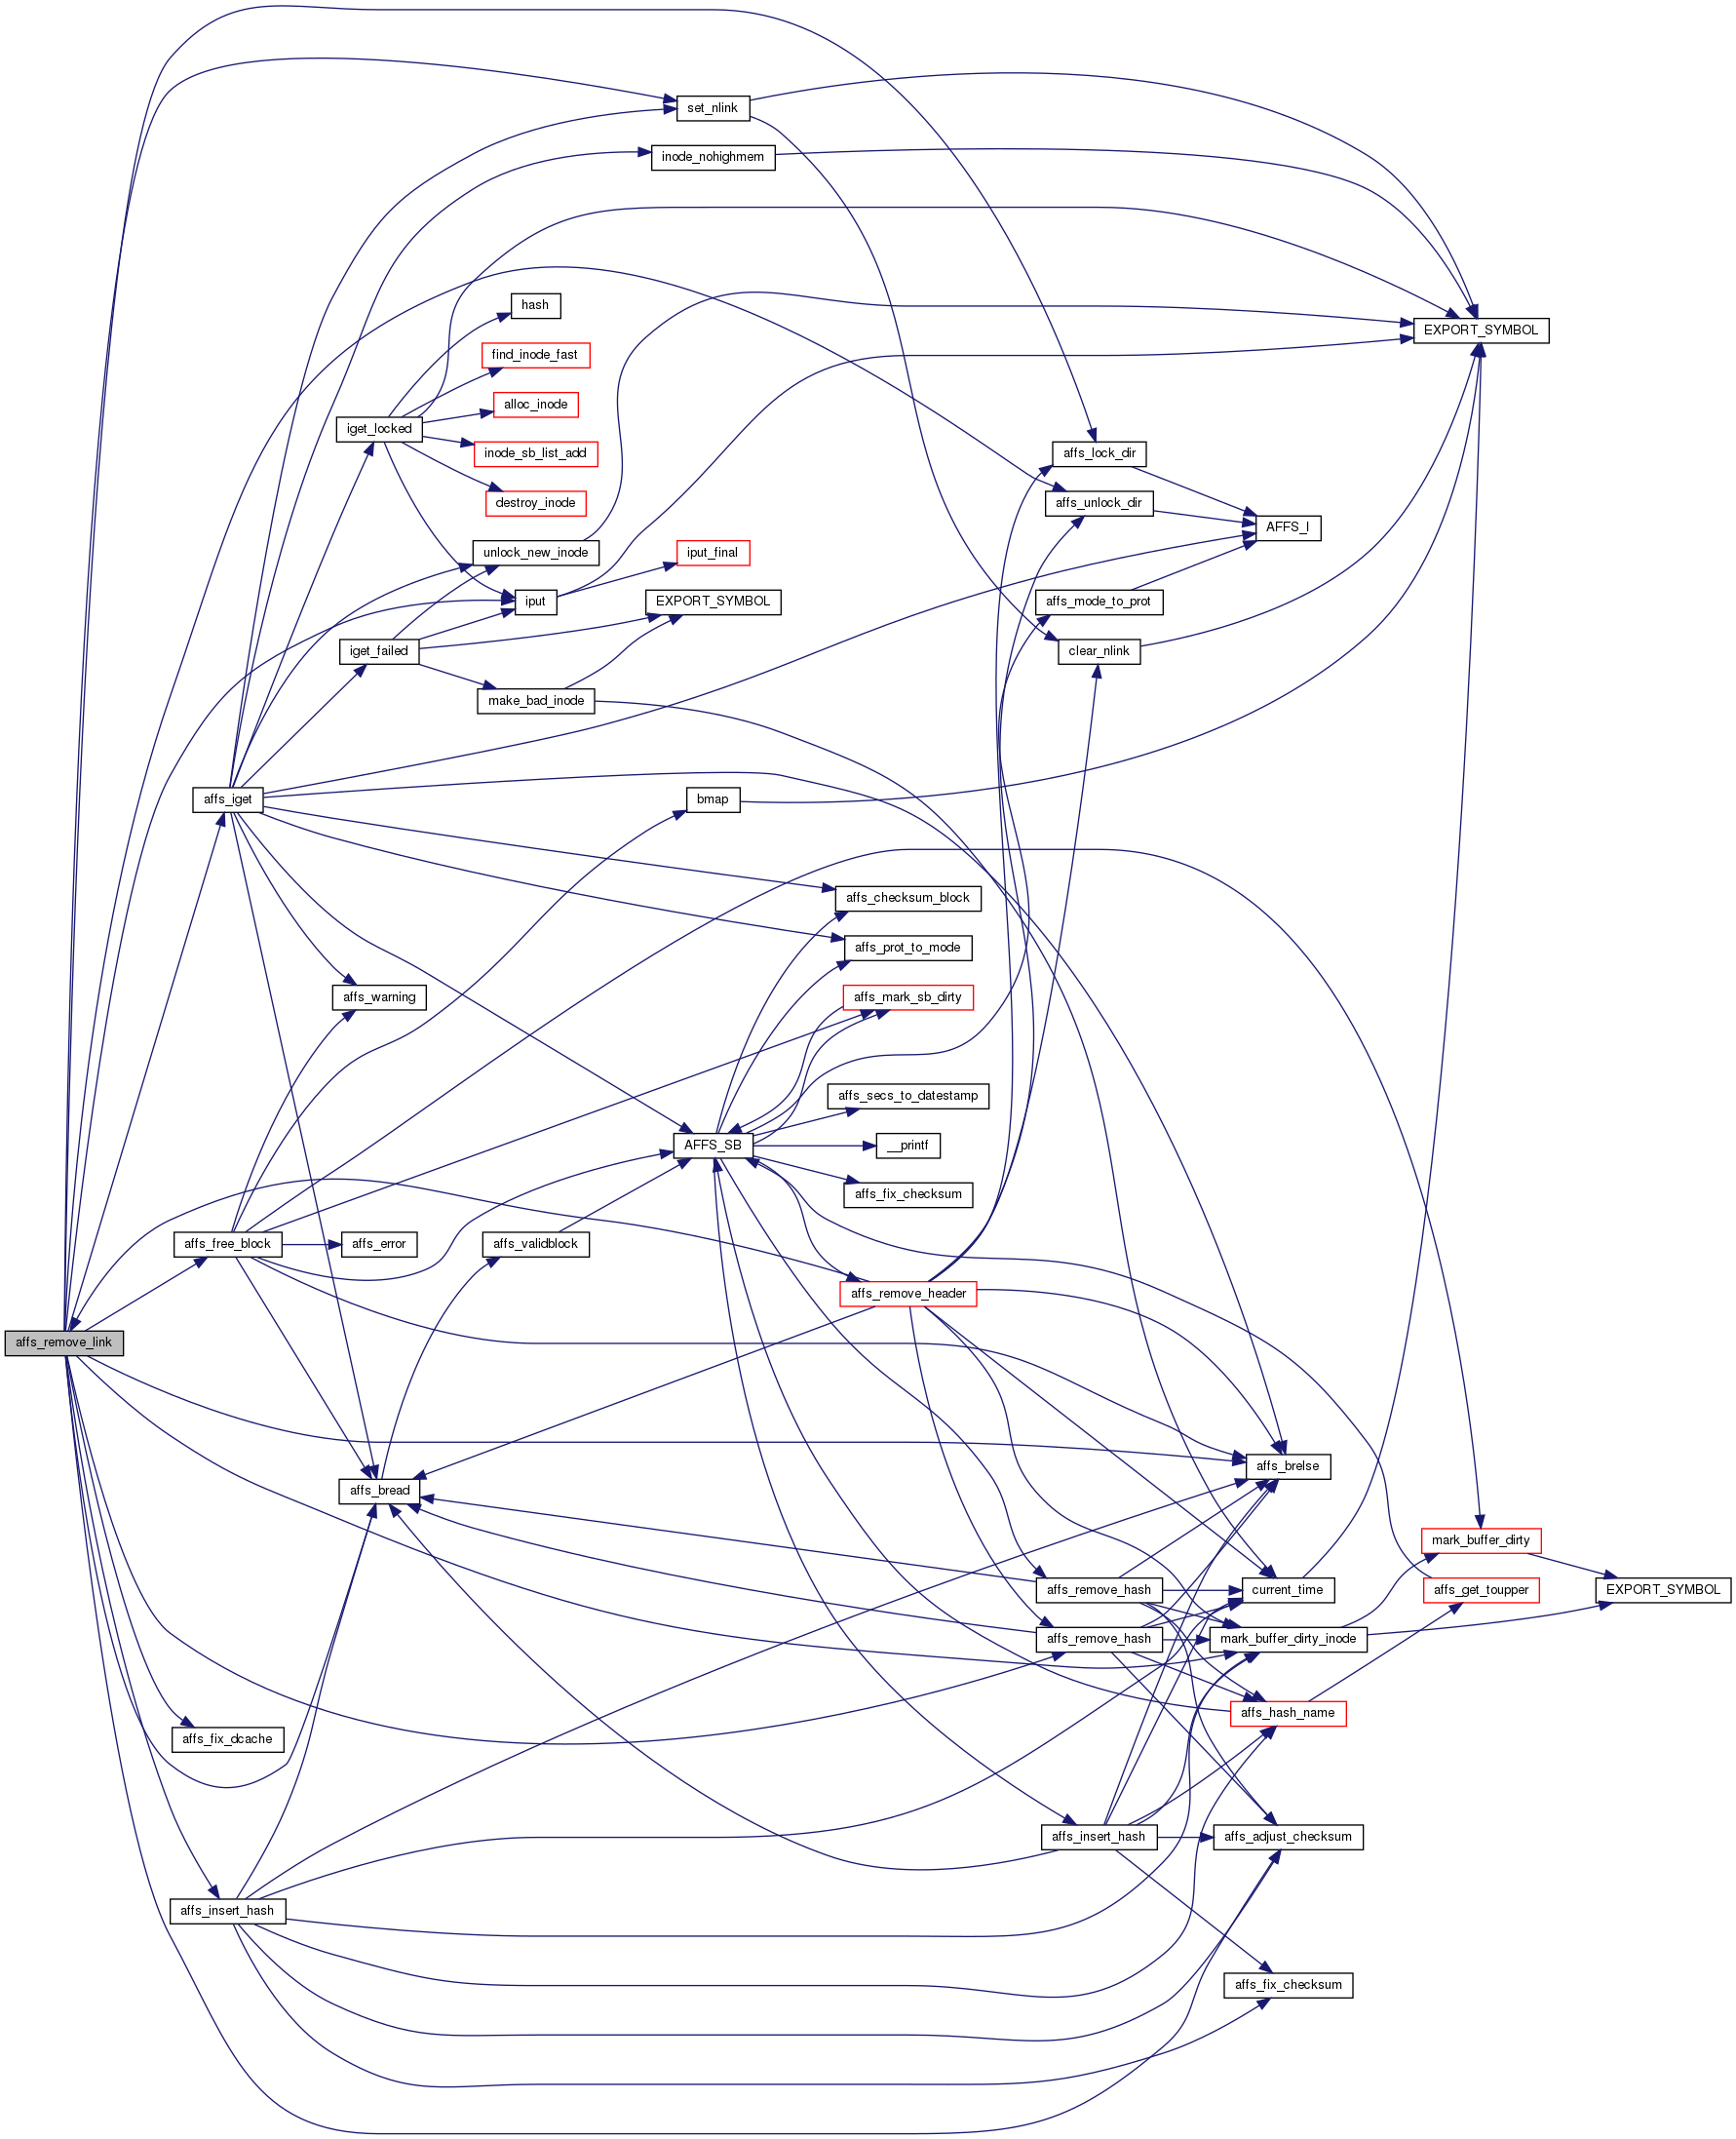 set_nlink
inode_nohighmem
hash
EXPORT_SYMBOL
find_inode_fast
alloc_inode
iget_locked
inode_sb_list_add
affs_lock_dir
destroy_inode
affs_unlock_dir
AFFS_I
unlock_new_inode
iput_final
iput
EXPORT_SYMBOL
affs_mode_to_prot
iget_failed
clear_nlink
make_bad_inode
affs_iget
bmap
affs_checksum_block
affs_prot_to_mode
affs_warning
affs_mark_sb_dirty
affs_secs_to_datestamp
AFFS_SB
__printf
affs_fix_checksum
affs_free_block
affs_error
affs_validblock
affs_remove_header
affs_remove_link
affs_brelse
affs_bread
mark_buffer_dirty
affs_remove_hash
current_time
affs_get_toupper
EXPORT_SYMBOL
affs_remove_hash
mark_buffer_dirty_inode
affs_hash_name
affs_fix_dcache
affs_insert_hash
affs_adjust_checksum
affs_insert_hash
affs_fix_checksum